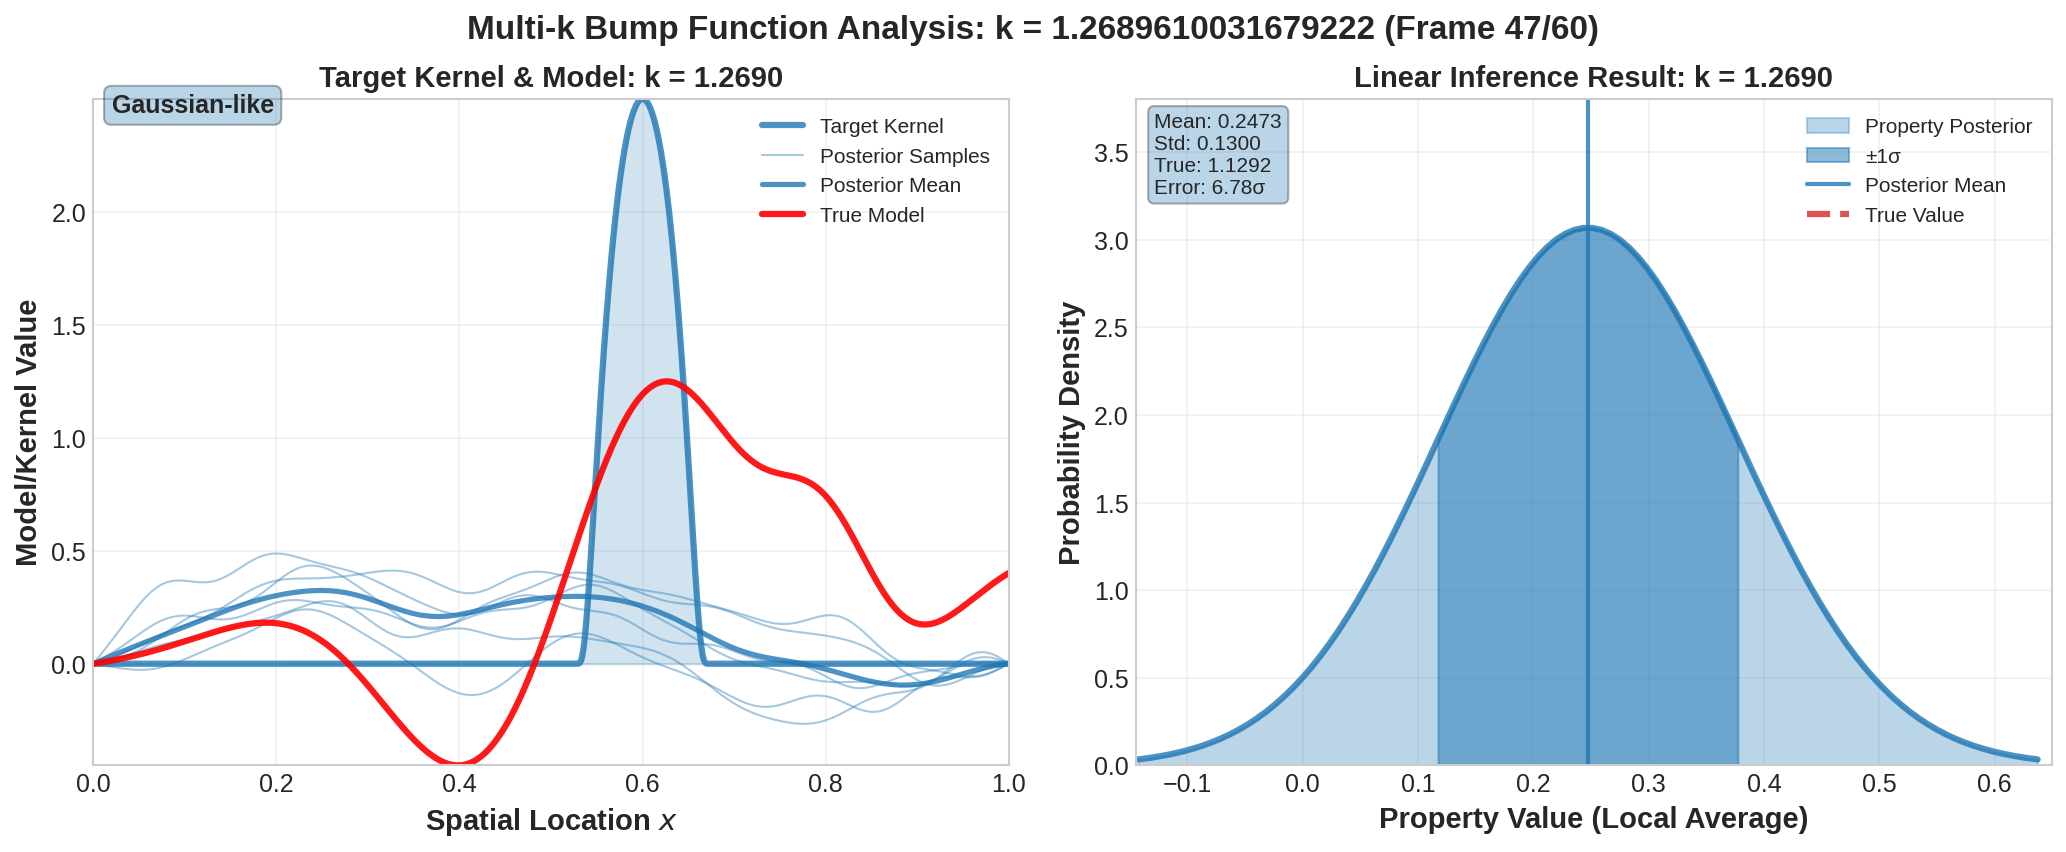 Multi-k Bump Function Analysis: k = 1.2689610031679222 (Frame 47/60)
Target Kernel & Model: k = 1.2690
Gaussian-like
Target Kernel
Posterior Samples
Posterior Mean
True Model
2.0
1.5
1.0
0.5
0.0
Model/Kernel Value
0.0
0.2
0.4
0.6
0.8
1.0
Spatial Location x
Linear Inference Result: k = 1.2690
Mean: 0.2473
Std: 0.1300
True: 1.1292
Error: 6.78σ
Property Posterior
±1σ
Posterior Mean
True Value
3.5
3.0
2.5
2.0
1.5
1.0
0.5
0.0
Probability Density
−0.1
0.0
0.1
0.2
0.3
0.4
0.5
0.6
Property Value (Local Average)